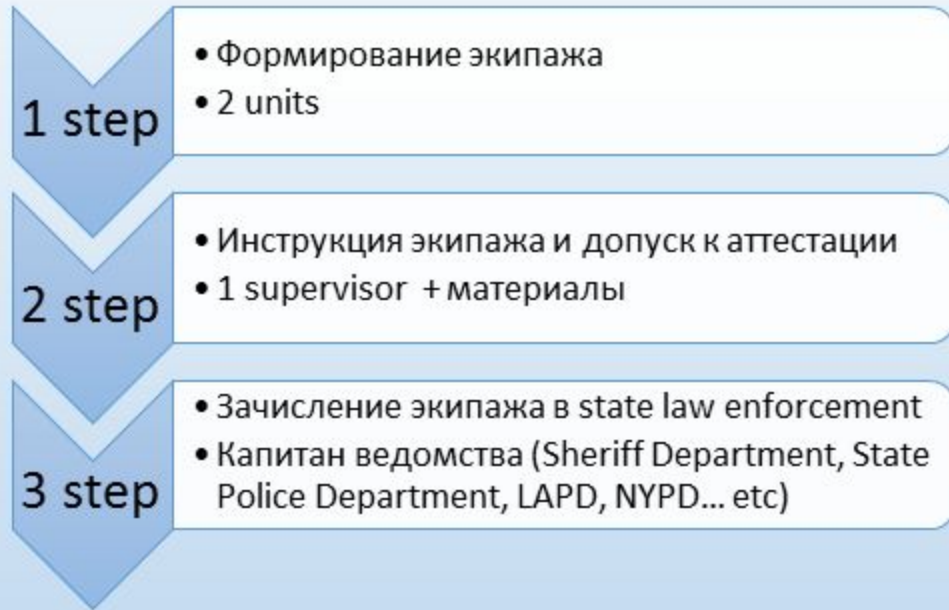 1 step
• Формирование экипажа
• 2 units
2 step
• Инструкция экипажа и допуск к аттестации
• 1 supervisor + материалы
3 step
• Зачисление экипажа в state law enforcement
• Капитан ведомства (Sheriff Department, State
Police Department, LAPD, NYPD... etc)